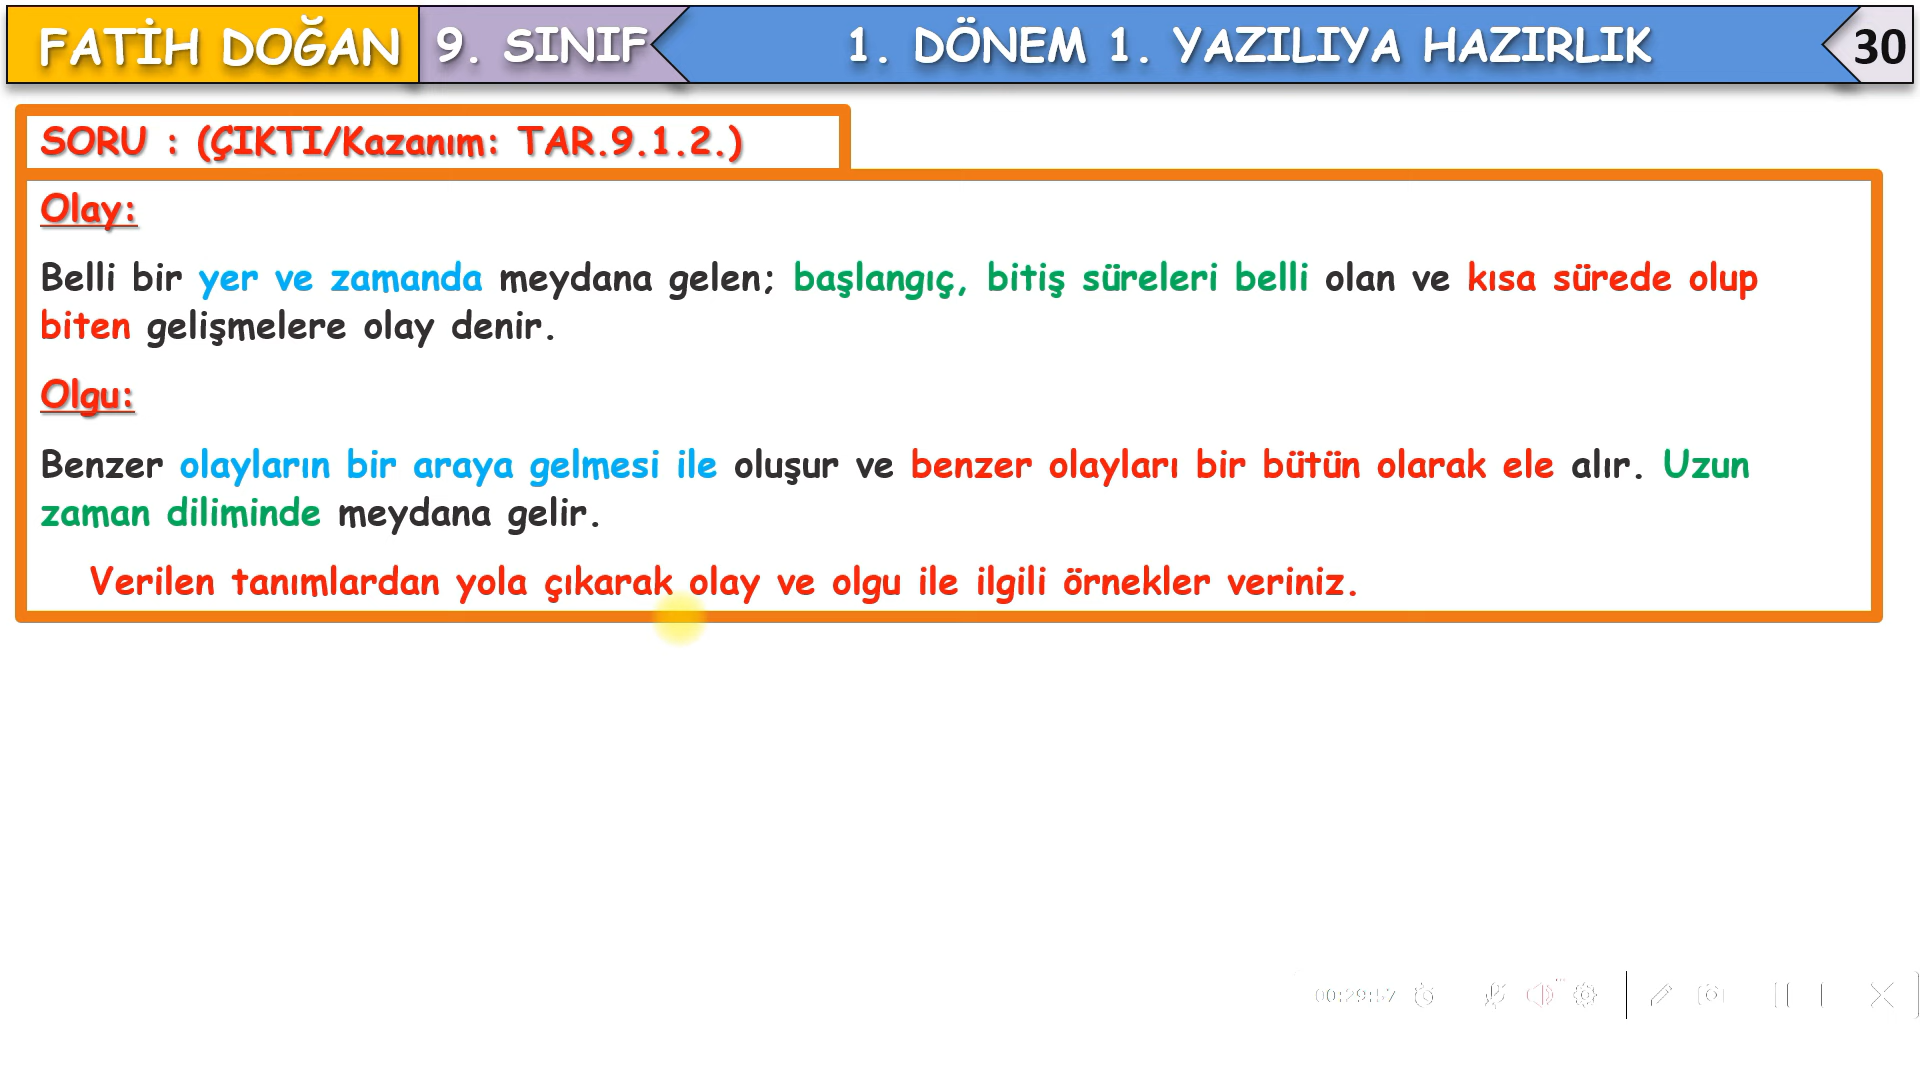 FATİH DOĞAN
9. SINIF
1. DÖNEM 1. YAZILIYA HAZIRLIK
30
SORU : (ÇIKTI/Kazanım: TAR.9.1.2.)
Olay:
Belli bir yer ve zamanda meydana gelen; başlangıç, bitiş süreleri belli olan ve kısa sürede olup
biten gelişmelere olay denir.
Olgu:
Benzer olayların bir araya gelmesi ile oluşur ve benzer olayları bir bütün olarak ele alır. Uzun
zaman diliminde meydana gelir.
Verilen tanımlardan yola çıkarak olay ve olgu ile ilgili örnekler veriniz.
00:29:57